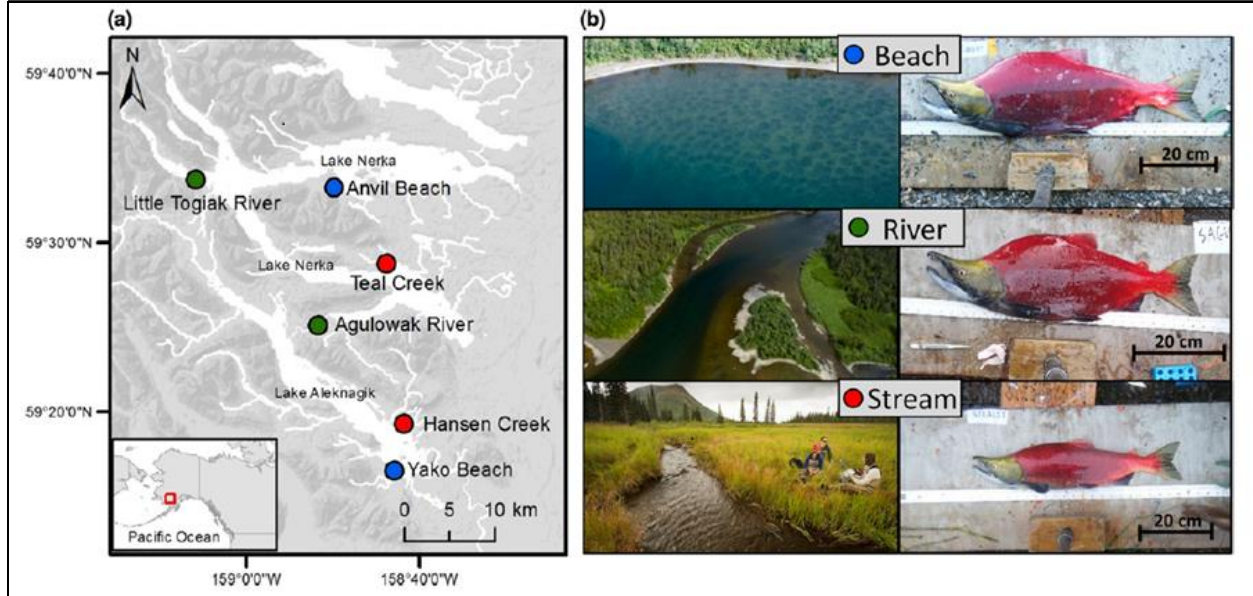 (a)
N
59°40'0"N
59°30'0"N
59°20'0"N
Lake Nerka
Anvil Beach
Little Togiak River
Lake Nerka
Teal Creek
Agulowak River
Lake Aleknagik
Hansen Creek
Yako Beach
0 5 10 km
Pacific Ocean
159°0'0"W
158°40'0"W
(b)
Beach
20 cm
River
20 cm
Stream
20 cm